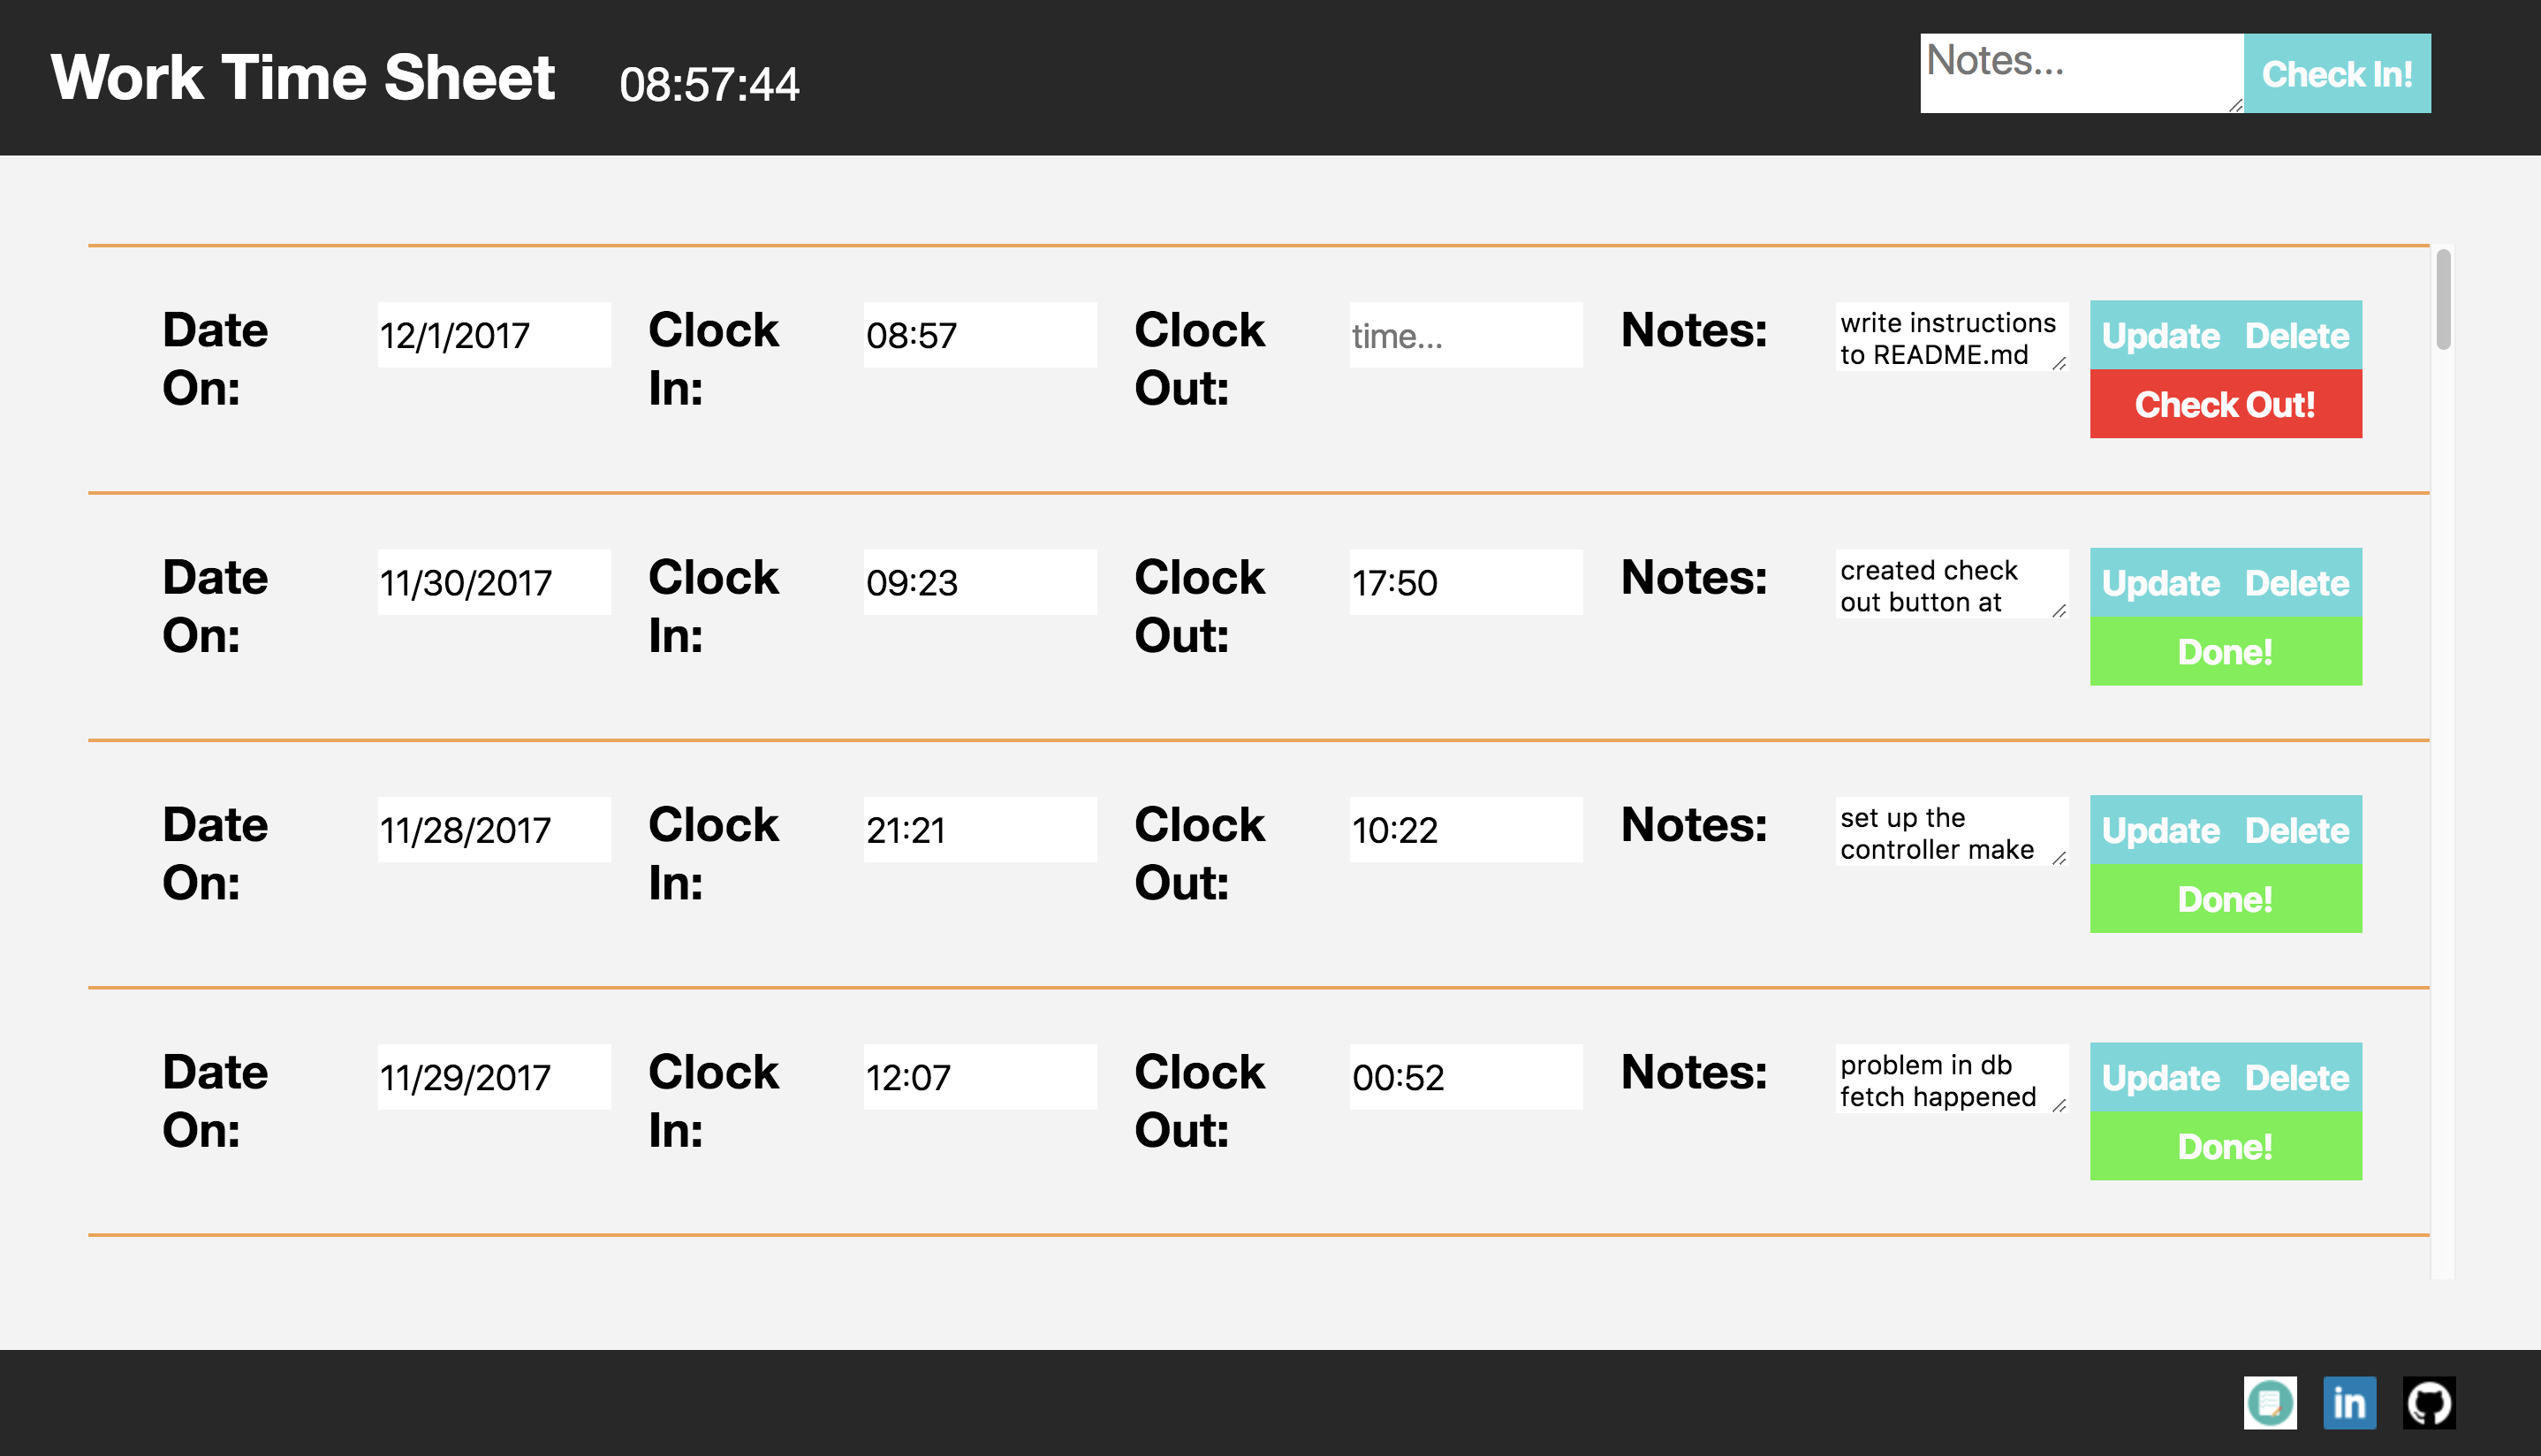 Work Time Sheet 08:57:44 Notes... Check In!
Date On: 12/1/2017 Clock In: 08:57 Clock Out: time... Notes: write instructions to README.md Update Delete
Check Out!
Date On: 11/30/2017 Clock In: 09:23 Clock Out: 17:50 Notes: created check out button at Update Delete
Done!
Date On: 11/28/2017 Clock In: 21:21 Clock Out: 10:22 Notes: set up the controller make Update Delete
Done!
Date On: 11/29/2017 Clock In: 12:07 Clock Out: 00:52 Notes: problem in db fetch happened Update Delete
Done!
in